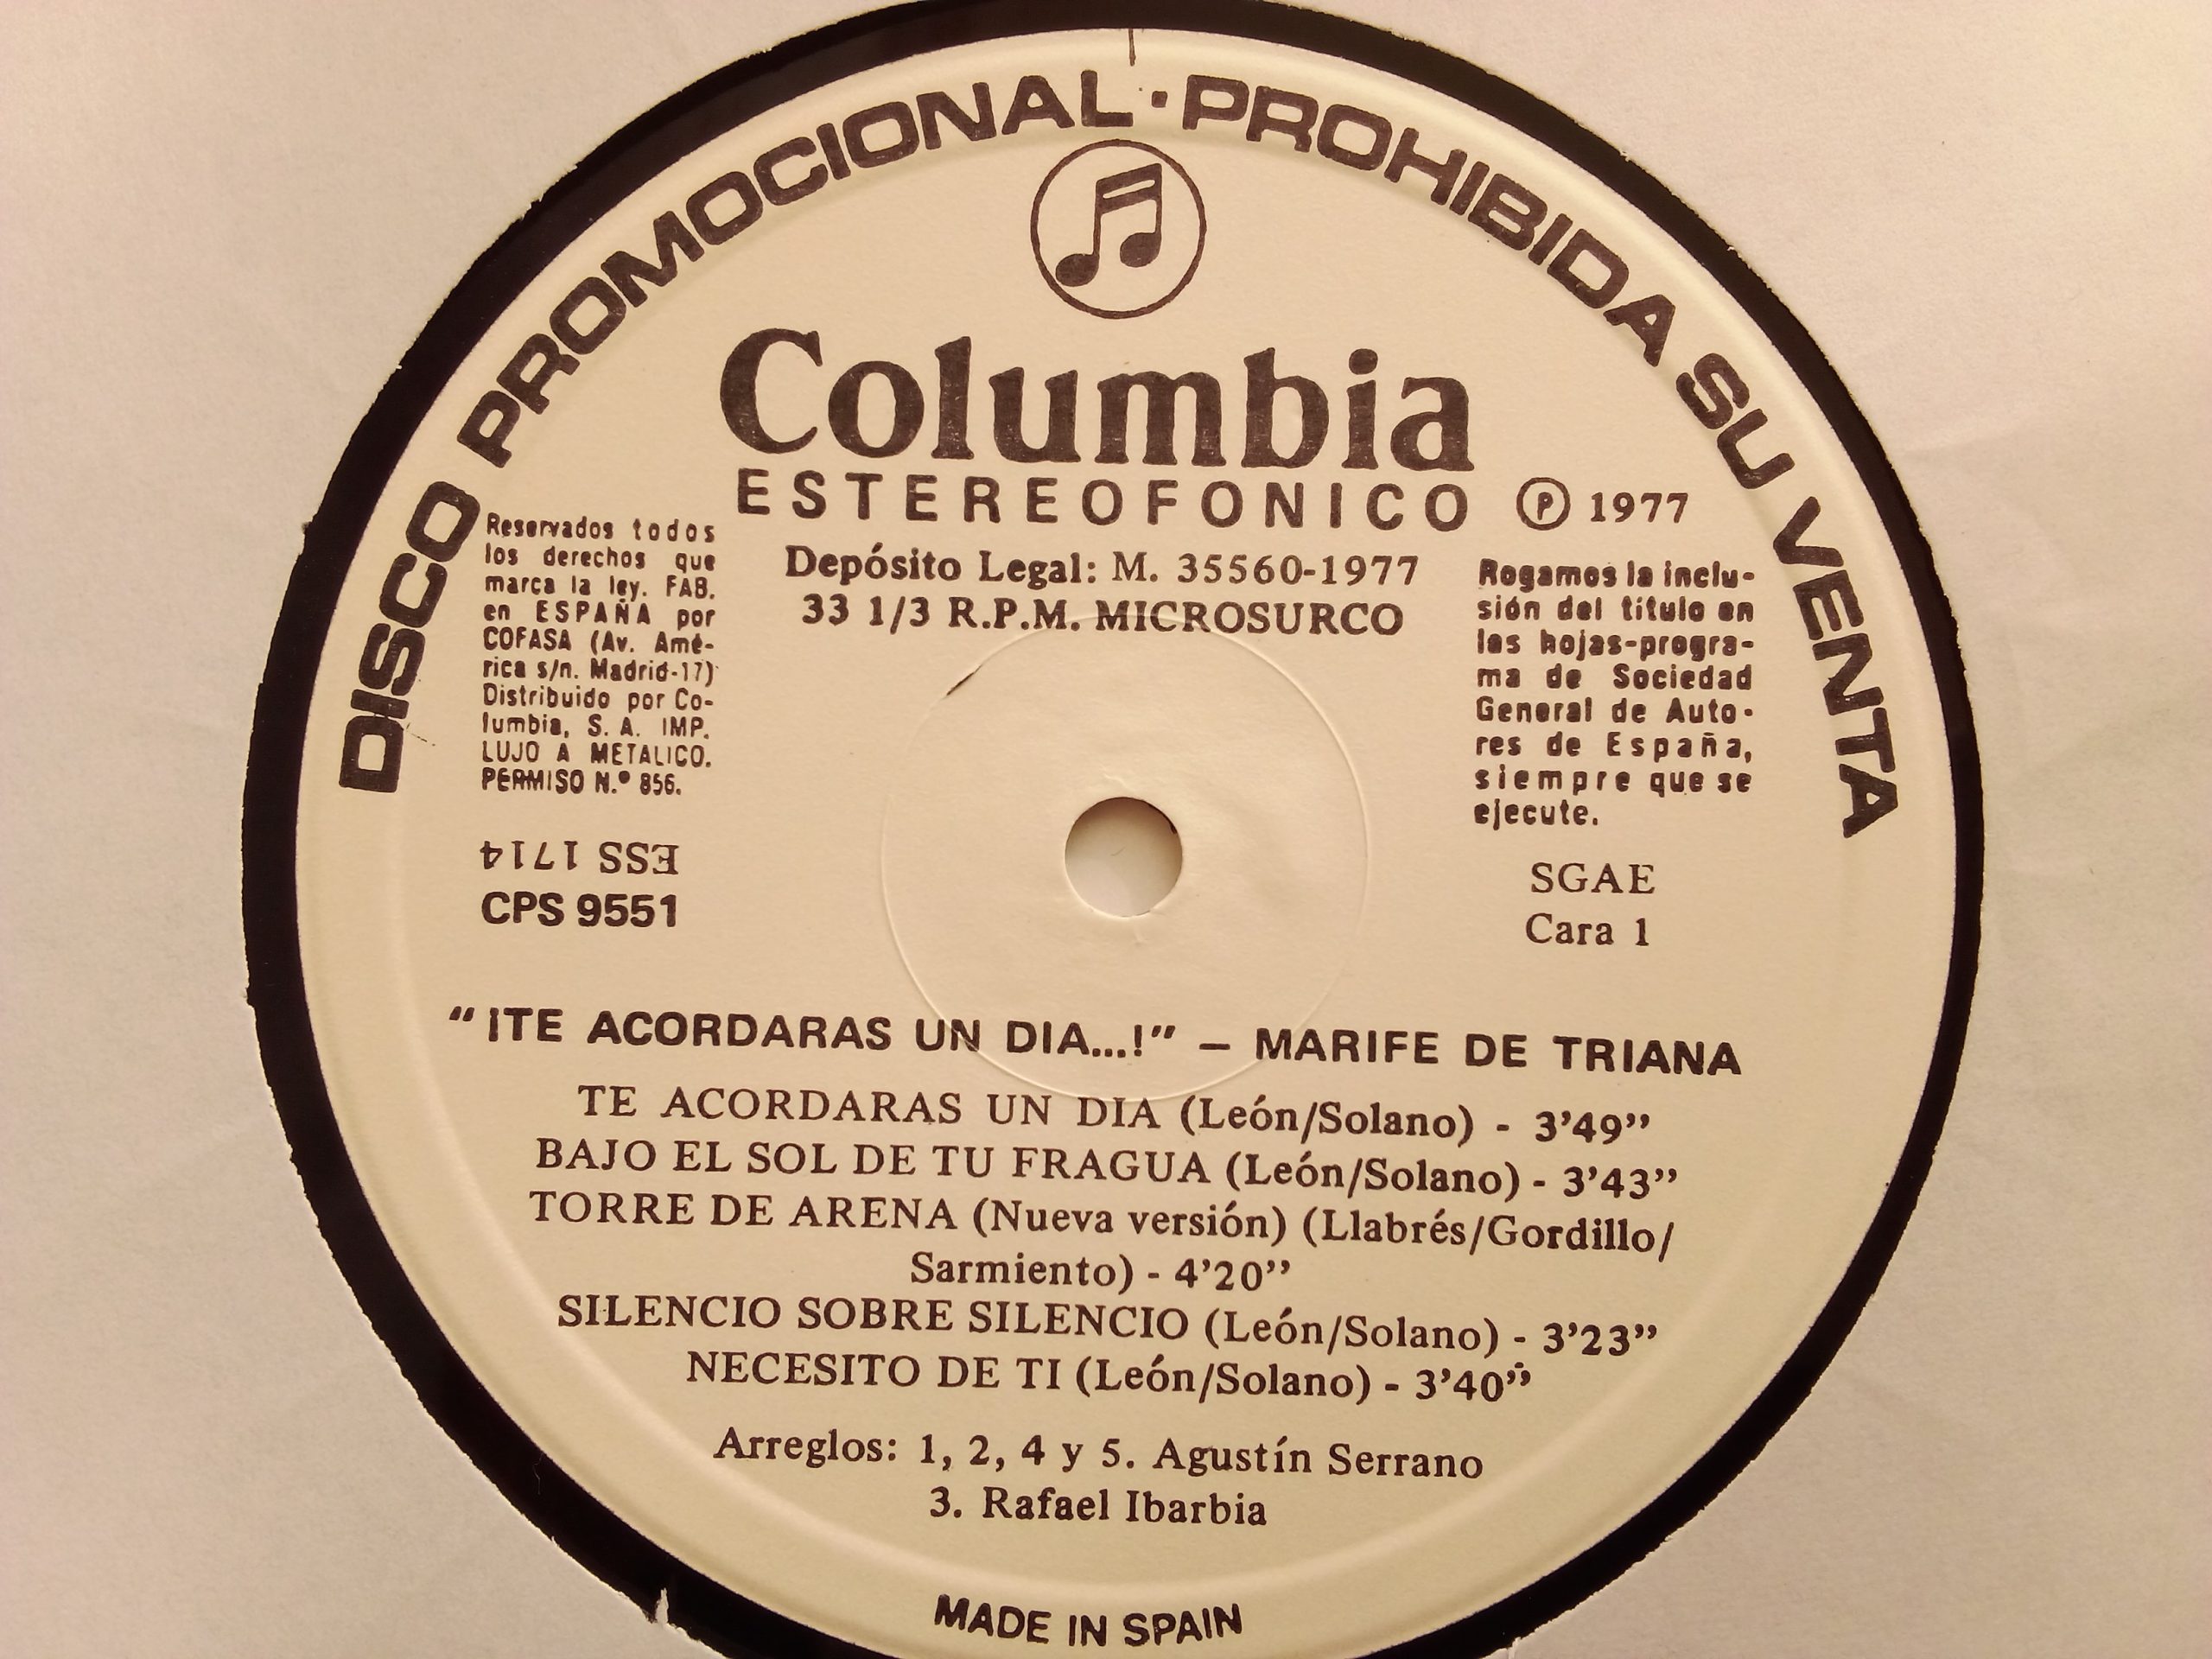 DISCO PROMOCIONAL · PROHIBIDA SU VENTA
Columbia
ESTEREOFONICO Ⓟ 1977
Depósito Legal: M. 35560-1977
33 1/3 R.P.M. MICROSURCO
Reservados todos
los derechos que
marca la ley. FAB.
en ESPAÑA por
COFASA (Av. Amé-
rica s/n. Madrid-17)
Distribuido por Co-
lumbia, S. A. IMP.
LUJO A METALICO.
PERMISO N.º 856.
Rogamos la inclu-
sión del título en
las hojas-progra-
ma de Sociedad
General de Auto-
res de España,
siempre que se
ejecute.
ESS 1714
CPS 9551
SGAE
Cara 1
“¡TE ACORDARAS UN DIA...!” – MARIFE DE TRIANA
TE ACORDARAS UN DIA (León/Solano) - 3’49”
BAJO EL SOL DE TU FRAGUA (León/Solano) - 3’43”
TORRE DE ARENA (Nueva versión) (Llabrés/Gordillo/
Sarmiento) - 4’20”
SILENCIO SOBRE SILENCIO (León/Solano) - 3’23”
NECESITO DE TI (León/Solano) - 3’40”
Arreglos: 1, 2, 4 y 5. Agustín Serrano
3. Rafael Ibarbia
MADE IN SPAIN